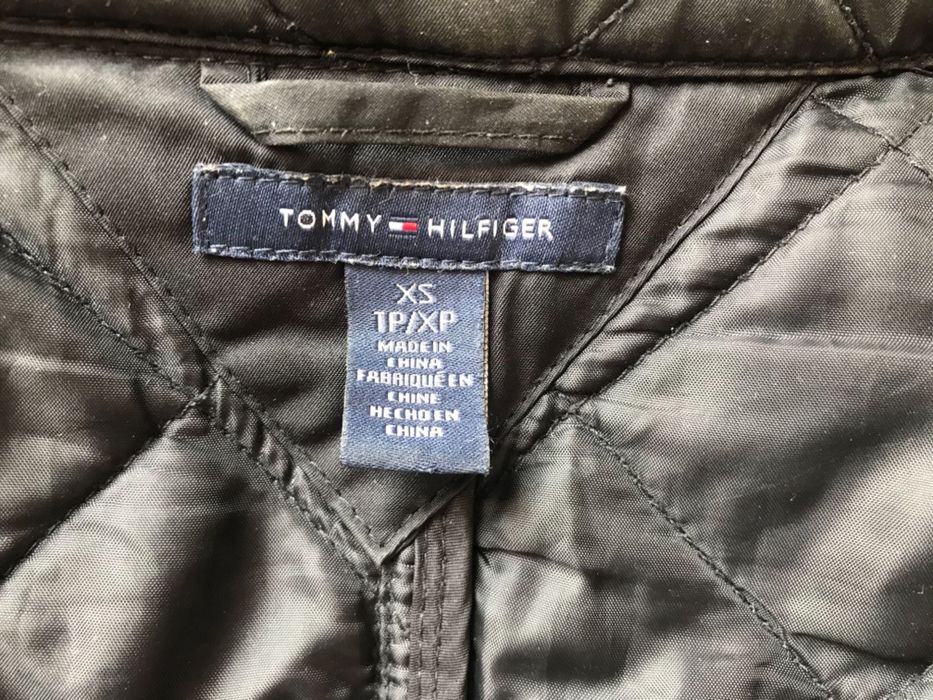 TOMMY HILFIGER
XS
TP/XP
MADE IN
CHINA
FABRIQUÉ EN
CHINE
HECHO EN
CHINA